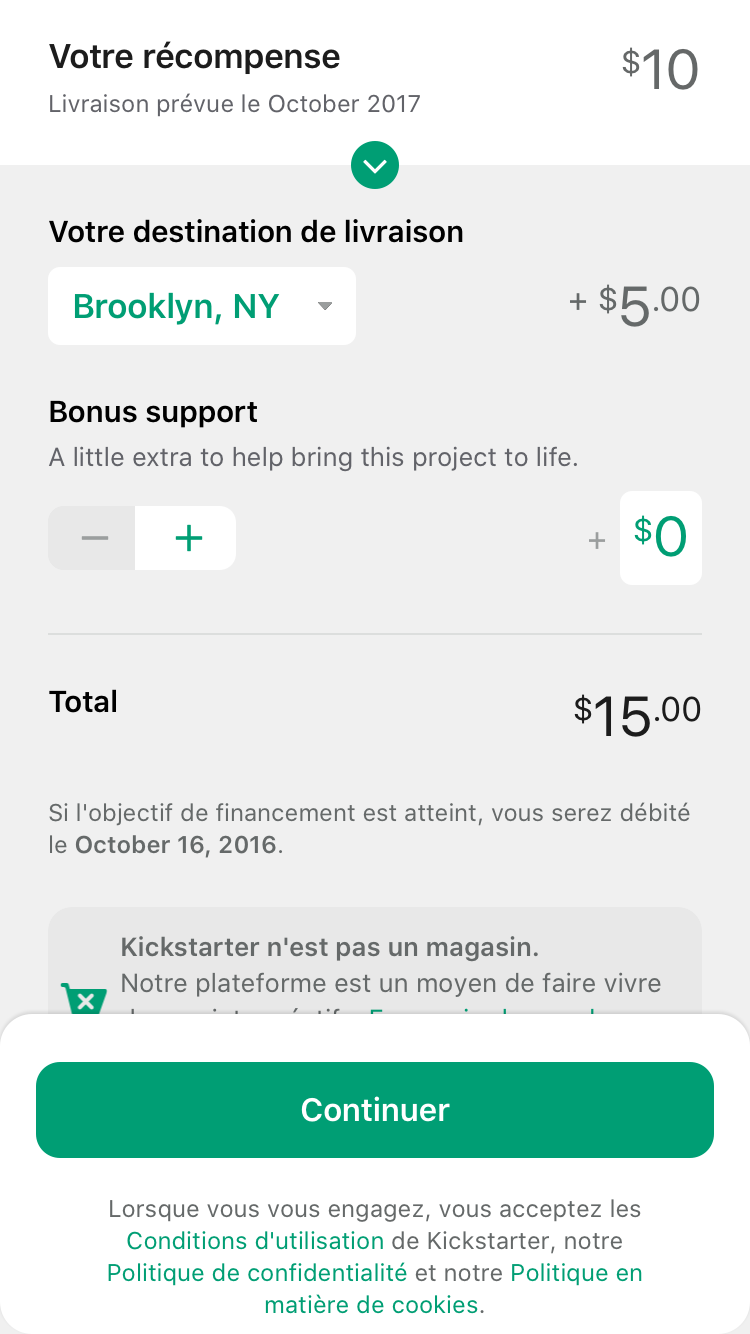 Votre récompense
$10
Livraison prévue le October 2017
Votre destination de livraison
Brooklyn, NY
+ $5.00
Bonus support
A little extra to help bring this project to life.
− +
+ $0
Total
$15.00
Si l'objectif de financement est atteint, vous serez débité
le October 16, 2016.
Kickstarter n'est pas un magasin.
Notre plateforme est un moyen de faire vivre
Continuer
Lorsque vous vous engagez, vous acceptez les
Conditions d'utilisation de Kickstarter, notre
Politique de confidentialité et notre Politique en
matière de cookies.